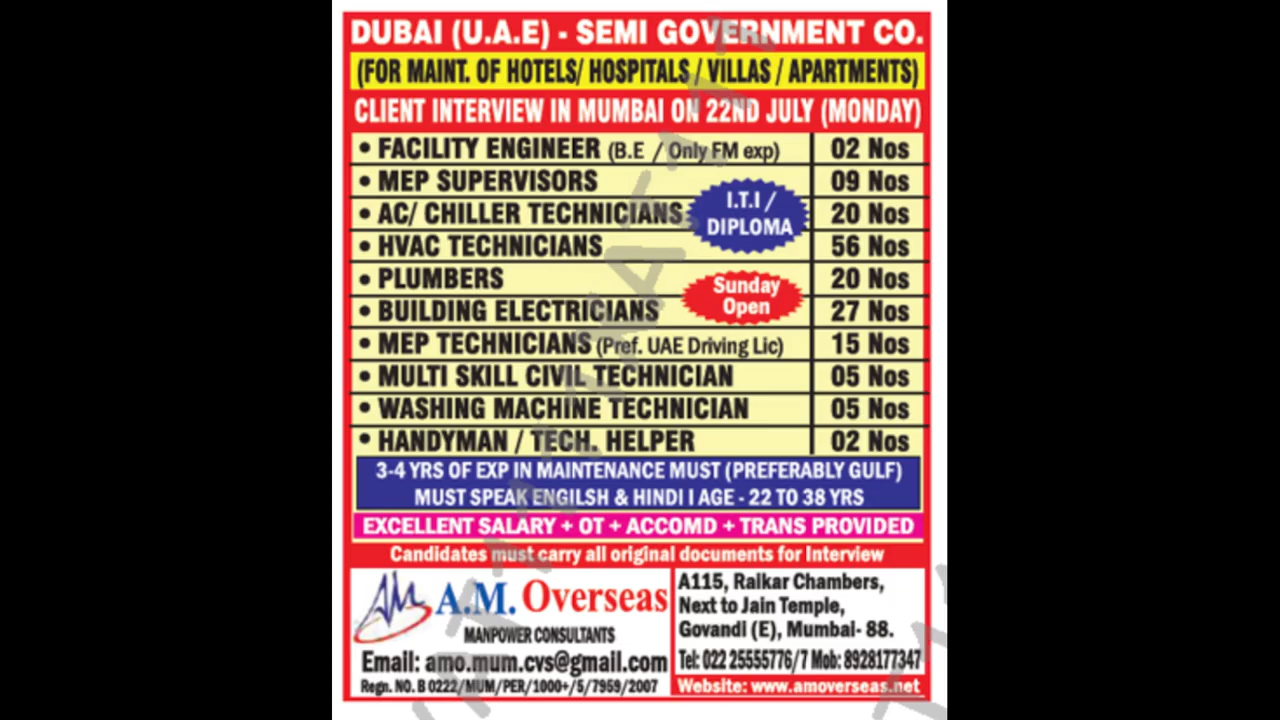 DUBAI (U.A.E) - SEMI GOVERNMENT CO.
(FOR MAINT. OF HOTELS/ HOSPITALS / VILLAS / APARTMENTS)
CLIENT INTERVIEW IN MUMBAI ON 22ND JULY (MONDAY)
• FACILITY ENGINEER (B.E / Only FM exp) 02 Nos
• MEP SUPERVISORS 09 Nos
• AC/ CHILLER TECHNICIANS 20 Nos
I.T.I /
DIPLOMA
• HVAC TECHNICIANS 56 Nos
• PLUMBERS 20 Nos
Sunday
Open
• BUILDING ELECTRICIANS 27 Nos
• MEP TECHNICIANS (Pref. UAE Driving Lic) 15 Nos
• MULTI SKILL CIVIL TECHNICIAN 05 Nos
• WASHING MACHINE TECHNICIAN 05 Nos
• HANDYMAN / TECH. HELPER 02 Nos
3-4 YRS OF EXP IN MAINTENANCE MUST (PREFERABLY GULF)
MUST SPEAK ENGILSH & HINDI I AGE - 22 TO 38 YRS
EXCELLENT SALARY + OT + ACCOMD + TRANS PROVIDED
Candidates must carry all original documents for Interview
AM A.M. Overseas
MANPOWER CONSULTANTS
Email: amo.mum.cvs@gmail.com
Regn. NO. B 0222/MUM/PER/1000+/5/7959/2007
A115, Raikar Chambers,
Next to Jain Temple,
Govandi (E), Mumbai- 88.
Tel: 022 25555776/7 Mob: 8928177347
Website: www.amoverseas.net